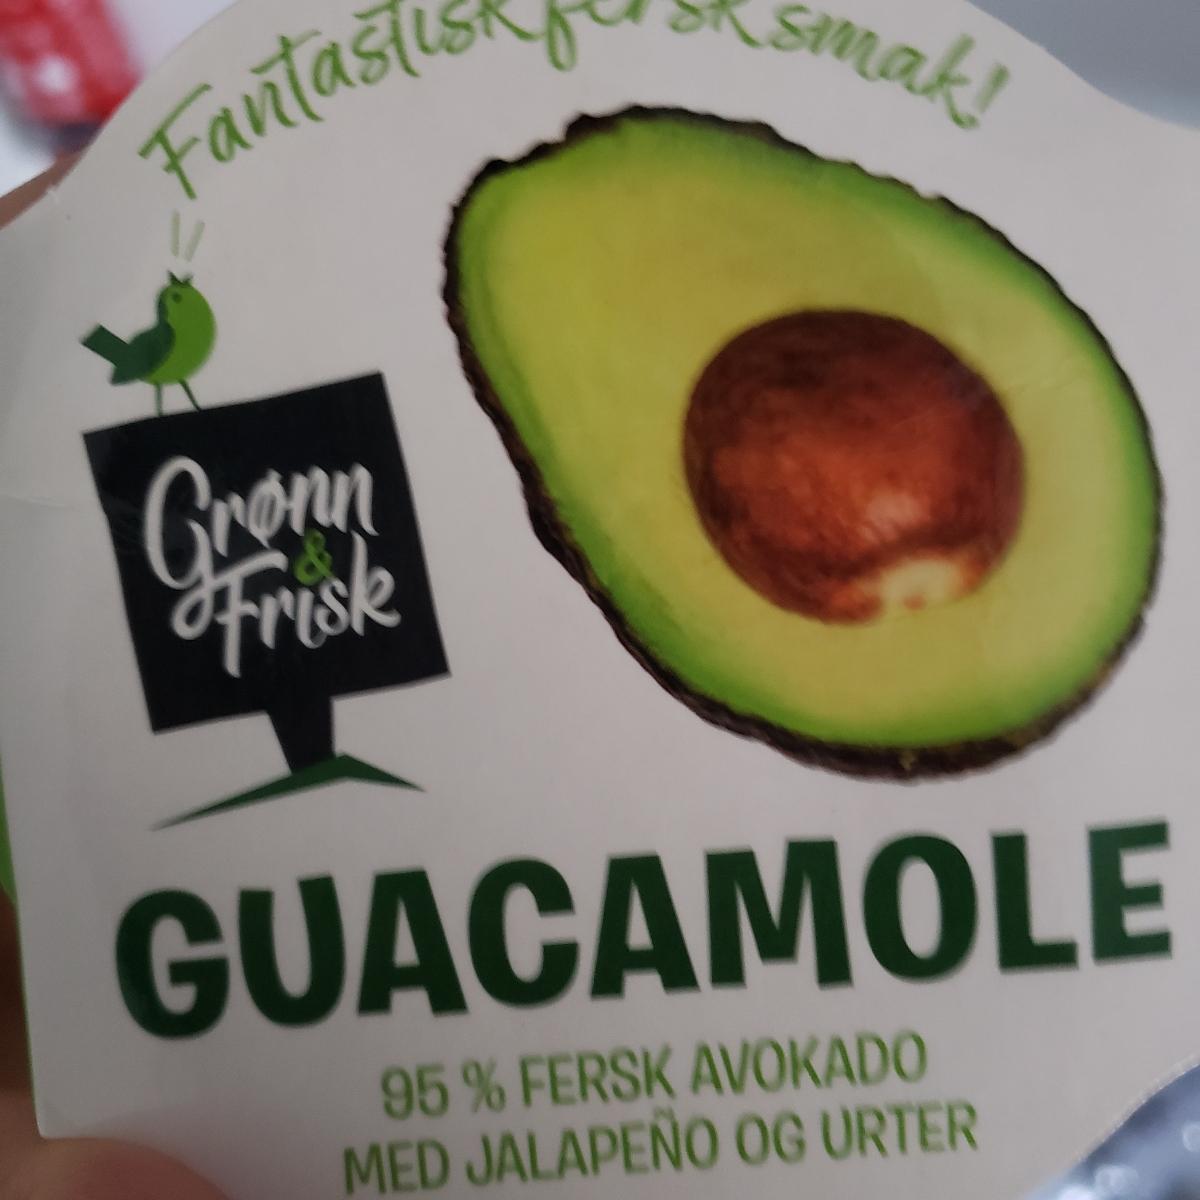 Fantastisk fersk smak!
Grønn
&
Frisk
GUACAMOLE
95 % FERSK AVOKADO
MED JALAPEÑO OG URTER